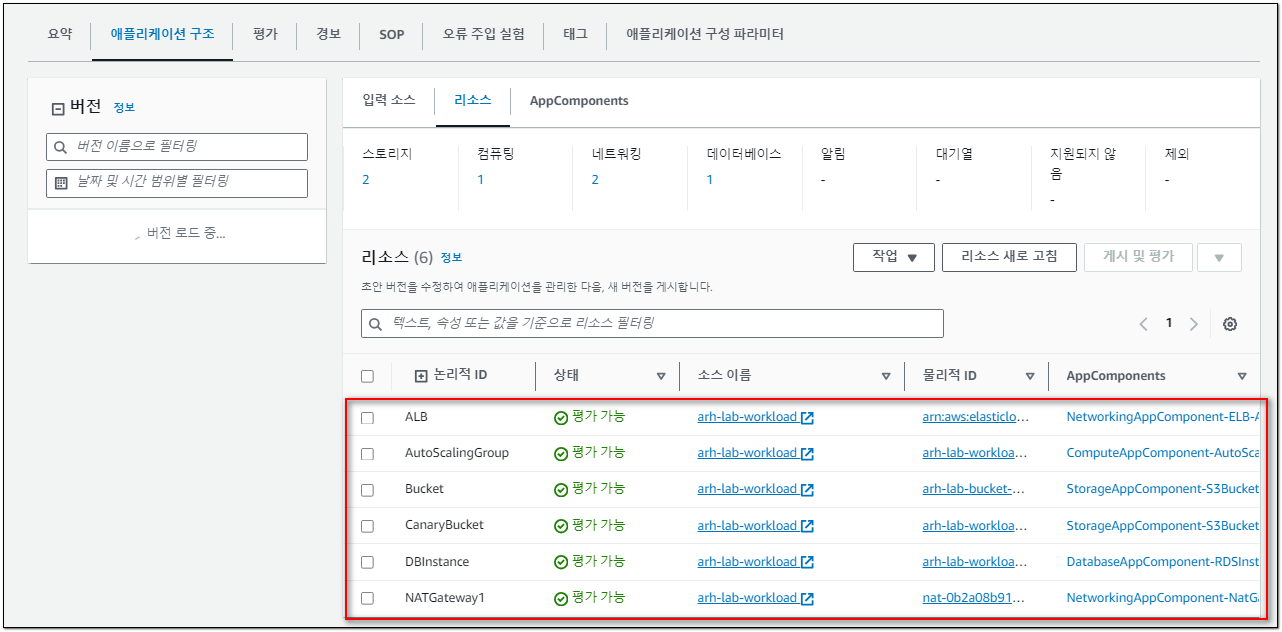 요약 애플리케이션 구조 평가 경보 SOP 오류 주입 실험 태그 애플리케이션 구성 파라미터
버전 정보
버전 이름으로 필터링
날짜 및 시간 범위별 필터링
버전 로드 중...
입력 소스 리소스 AppComponents
스토리지 컴퓨팅 네트워킹 데이터베이스 알림 대기열 지원되지 않음 제외
2 1 2 1 - - - -
리소스 (6) 정보 작업 리소스 새로 고침 게시 및 평가
초안 버전을 수정하여 애플리케이션을 관리한 다음, 새 버전을 게시합니다.
텍스트, 속성 또는 값을 기준으로 리소스 필터링 1
논리적 ID 상태 소스 이름 물리적 ID AppComponents
ALB 평가 가능 arh-lab-workload arn:aws:elasticlo... NetworkingAppComponent-ELB-A
AutoScalingGroup 평가 가능 arh-lab-workload arh-lab-workloa... ComputeAppComponent-AutoSca
Bucket 평가 가능 arh-lab-workload arh-lab-bucket-... StorageAppComponent-S3Bucket
CanaryBucket 평가 가능 arh-lab-workload arh-lab-workloa... StorageAppComponent-S3Bucket
DBInstance 평가 가능 arh-lab-workload arh-lab-workloa... DatabaseAppComponent-RDSInst
NATGateway1 평가 가능 arh-lab-workload nat-0b2a08b91... NetworkingAppComponent-NatGa